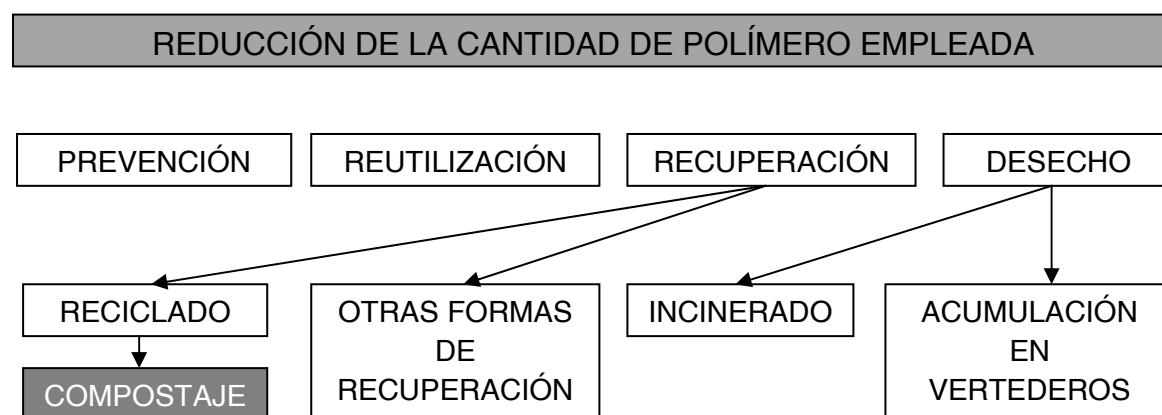 REDUCCIÓN DE LA CANTIDAD DE POLÍMERO EMPLEADA
PREVENCIÓN
REUTILIZACIÓN
RECUPERACIÓN
DESECHO
RECICLADO
OTRAS FORMAS
DE
RECUPERACIÓN
INCINERADO
ACUMULACIÓN
EN
VERTEDEROS
COMPOSTAJE